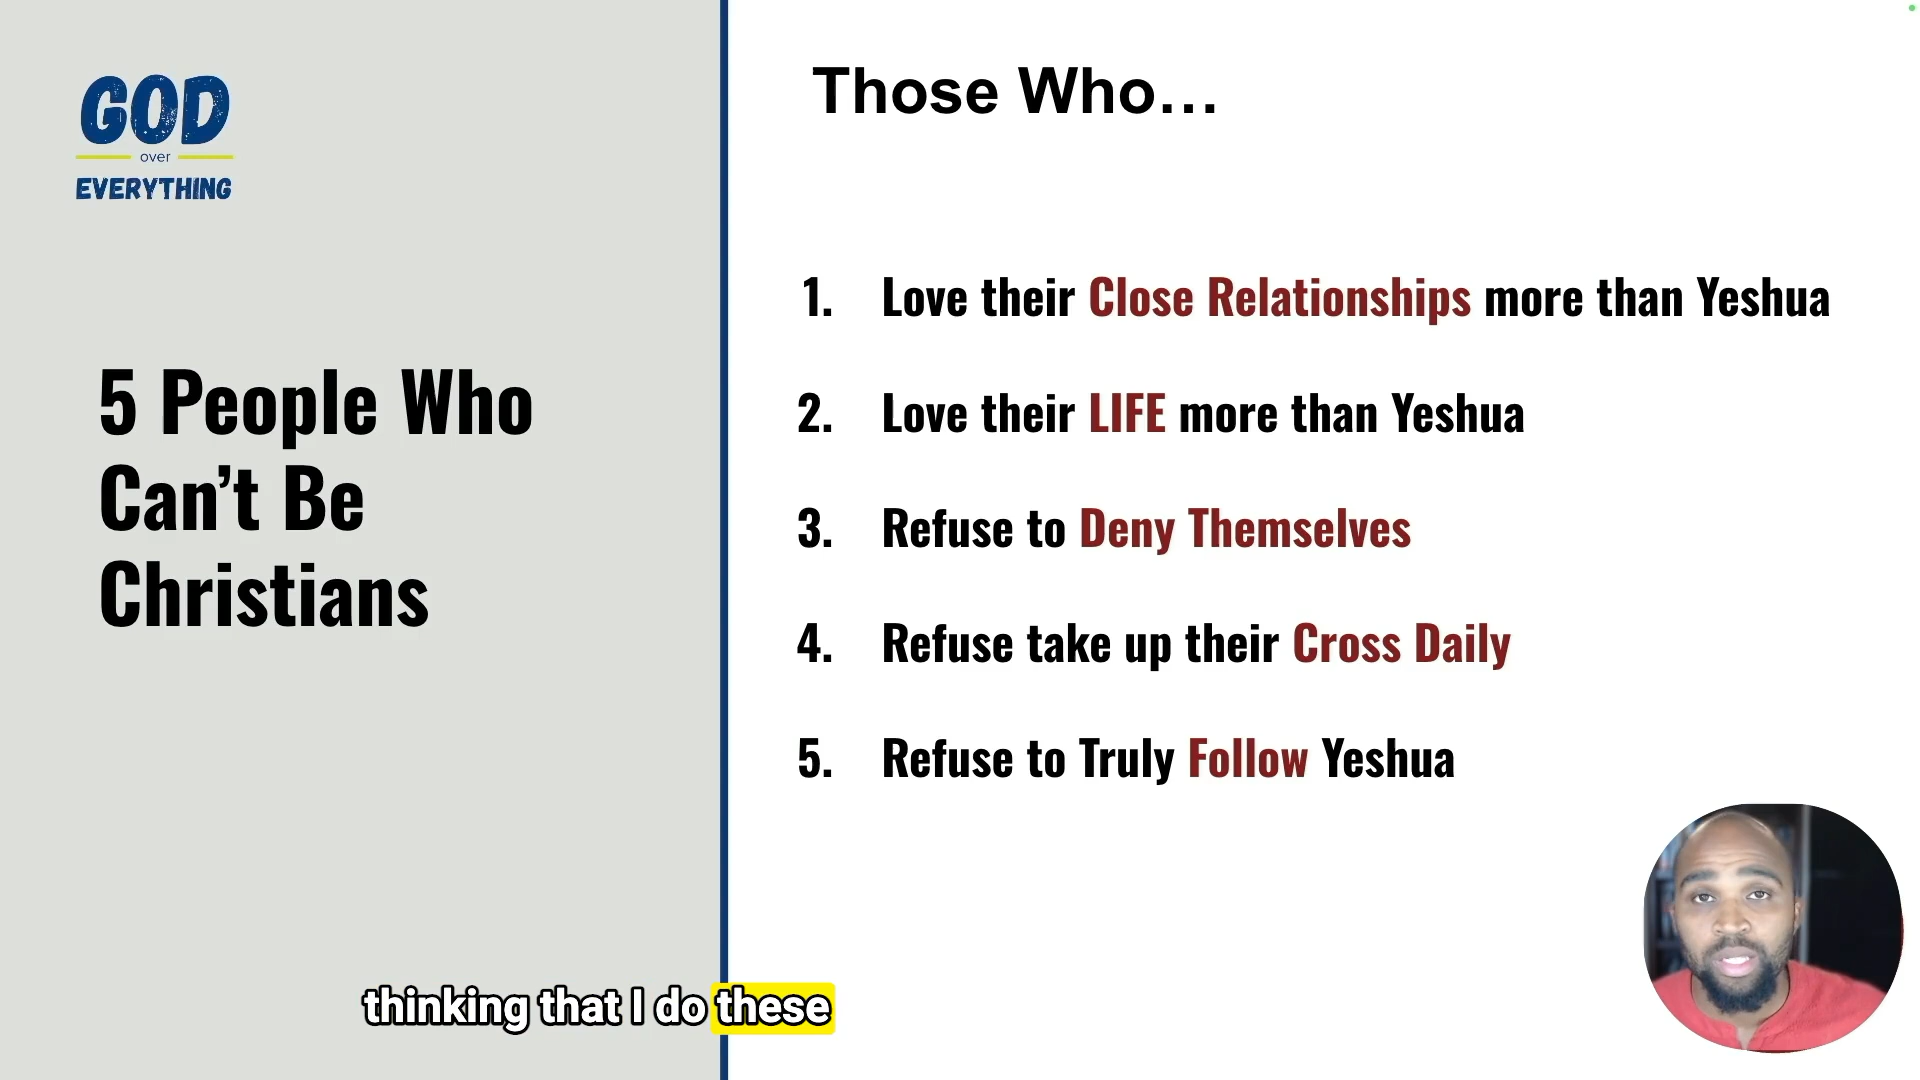 GOD
over
EVERYTHING
5 People Who
Can’t Be
Christians
Those Who…
1. Love their Close Relationships more than Yeshua
2. Love their LIFE more than Yeshua
3. Refuse to Deny Themselves
4. Refuse take up their Cross Daily
5. Refuse to Truly Follow Yeshua
thinking that I do these